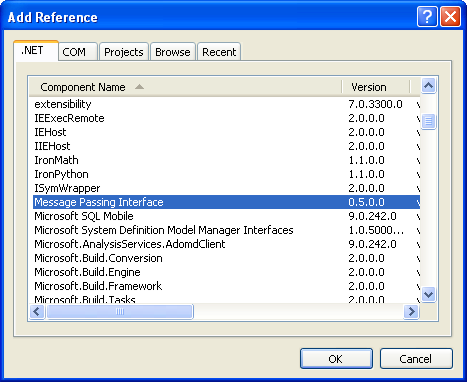 Add Reference
.NET COM Projects Browse Recent
Component Name Version
extensibility 7.0.3300.0
IEExecRemote 2.0.0.0
IEHost 2.0.0.0
IIEHost 2.0.0.0
IronMath 1.1.0.0
IronPython 1.1.0.0
ISymWrapper 2.0.0.0
Message Passing Interface 0.5.0.0
Microsoft SQL Mobile 9.0.242.0
Microsoft System Definition Model Manager Interfaces 1.0.5000...
Microsoft.AnalysisServices.AdomdClient 9.0.242.0
Microsoft.Build.Conversion 2.0.0.0
Microsoft.Build.Engine 2.0.0.0
Microsoft.Build.Framework 2.0.0.0
Microsoft.Build.Tasks 2.0.0.0
OK Cancel